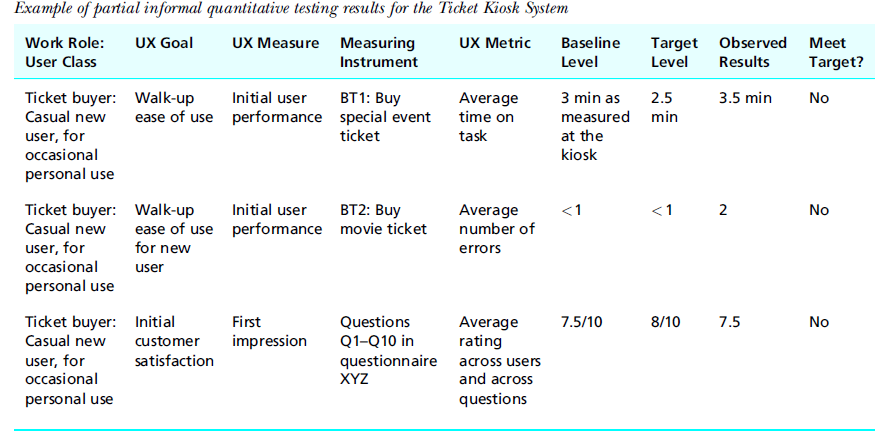 Example of partial informal quantitative testing results for the Ticket Kiosk System
Work Role: User Class | UX Goal | UX Measure | Measuring Instrument | UX Metric | Baseline Level | Target Level | Observed Results | Meet Target?
Ticket buyer: Casual new user, for occasional personal use | Walk-up ease of use | Initial user performance | BT1: Buy special event ticket | Average time on task | 3 min as measured at the kiosk | 2.5 min | 3.5 min | No
Ticket buyer: Casual new user, for occasional personal use | Walk-up ease of use for new user | Initial user performance | BT2: Buy movie ticket | Average number of errors | <1 | <1 | 2 | No
Ticket buyer: Casual new user, for occasional personal use | Initial customer satisfaction | First impression | Questions Q1–Q10 in questionnaire XYZ | Average rating across users and across questions | 7.5/10 | 8/10 | 7.5 | No